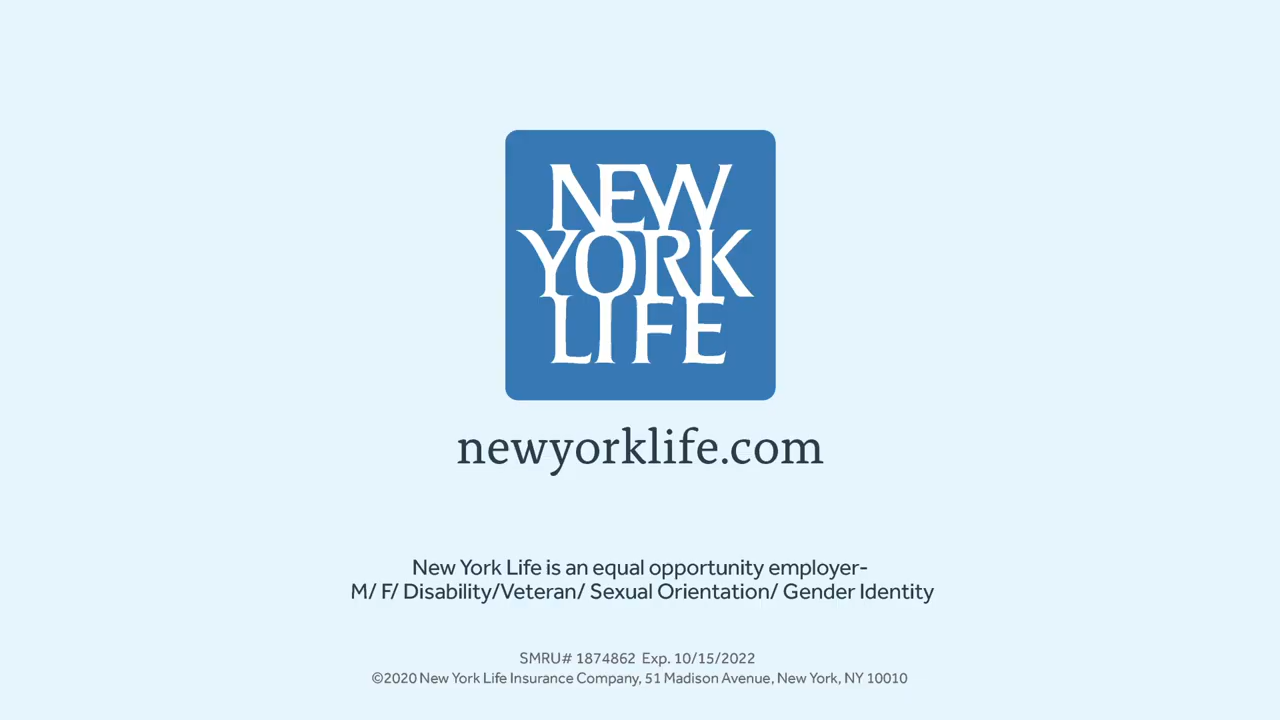 NEW
YORK
LIFE
newyorklife.com
New York Life is an equal opportunity employer-
M/ F/ Disability/Veteran/ Sexual Orientation/ Gender Identity
SMRU# 1874862 Exp. 10/15/2022
©2020 New York Life Insurance Company, 51 Madison Avenue, New York, NY 10010